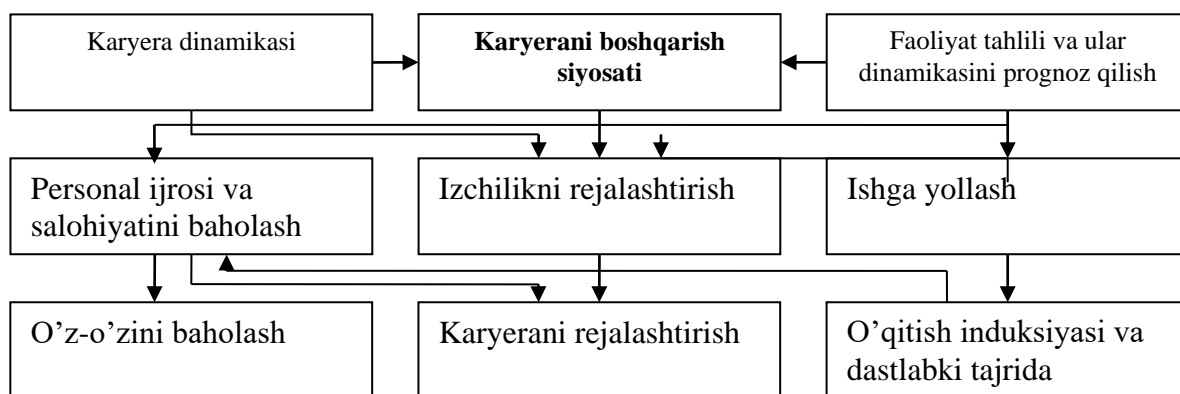 Karyera dinamikasi
Karyerani boshqarish
siyosati
Faoliyat tahlili va ular
dinamikasini prognoz qilish
Personal ijrosi va
salohiyatini baholash
Izchilikni rejalashtirish
Ishga yollash
O’z-o’zini baholash
Karyerani rejalashtirish
O’qitish induksiyasi va
dastlabki tajrida